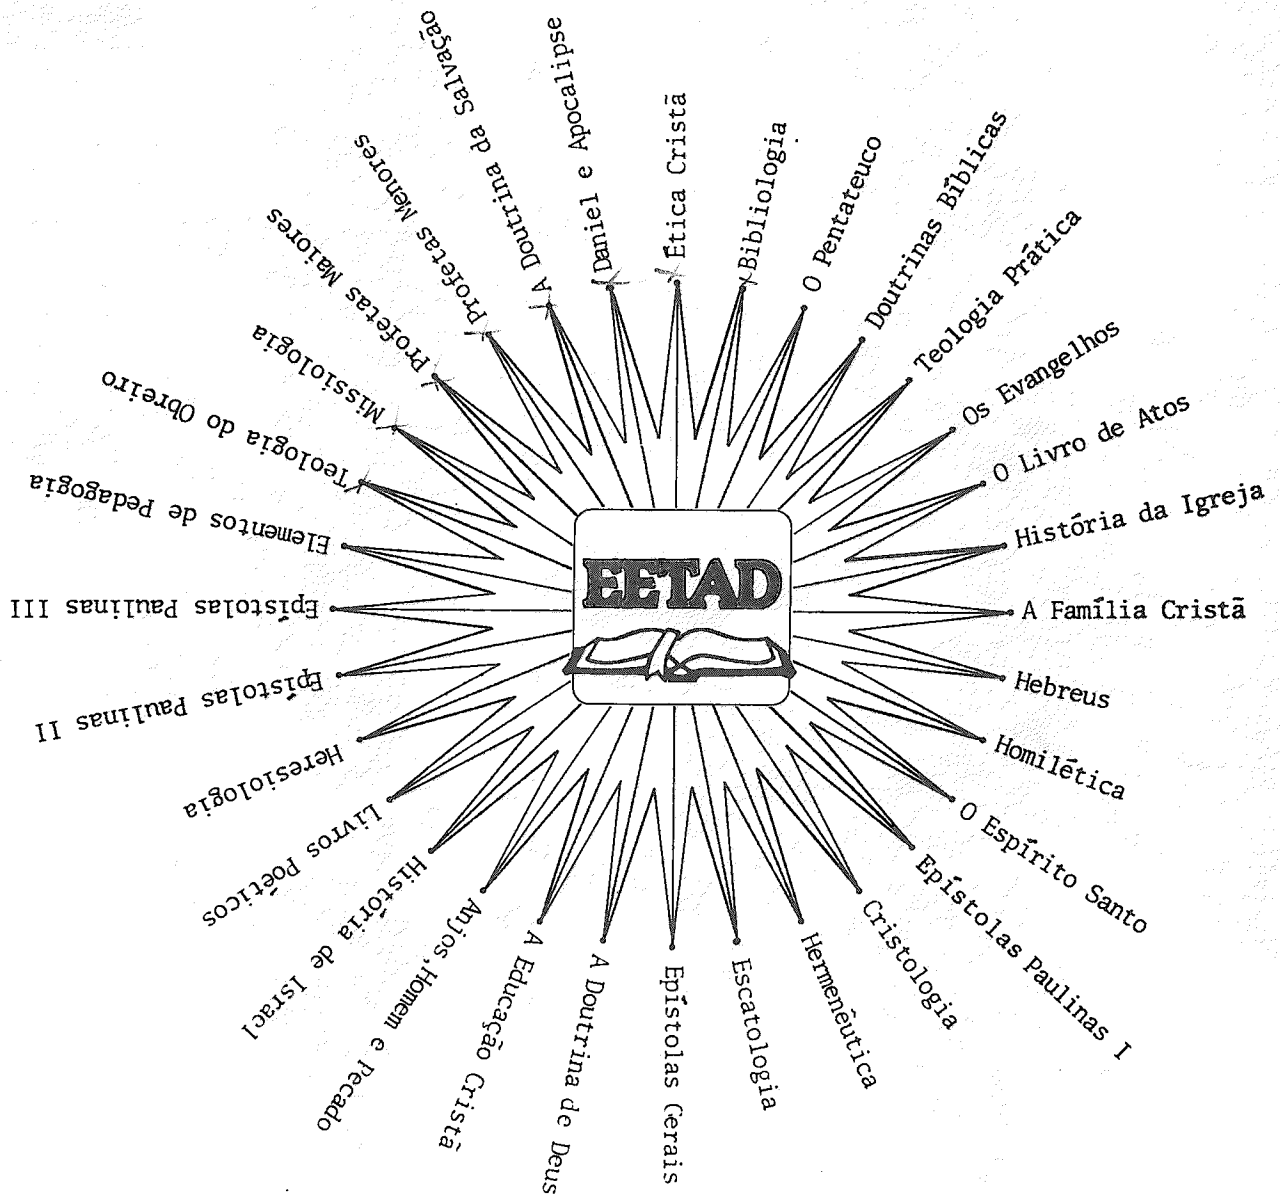 EETAD
Ética Cristã
Bibliologia
O Pentateuco
Doutrinas Bíblicas
Teologia Prática
Os Evangelhos
O Livro de Atos
História da Igreja
A Família Cristã
Hebreus
Homilética
O Espírito Santo
Epístolas Paulinas I
Cristologia
Hermenêutica
Escatologia
Epístolas Gerais
A Doutrina de Deus
A Educação Cristã
Anjos, Homem e Pecado
História de Israel
Livros Poéticos
Heresiologia
Epístolas Paulinas II
Epístolas Paulinas III
Elementos de Pedagogia
Teologia do Obreiro
Missiologia
Profetas Maiores
Profetas Menores
A Doutrina da Salvação
Daniel e Apocalipse